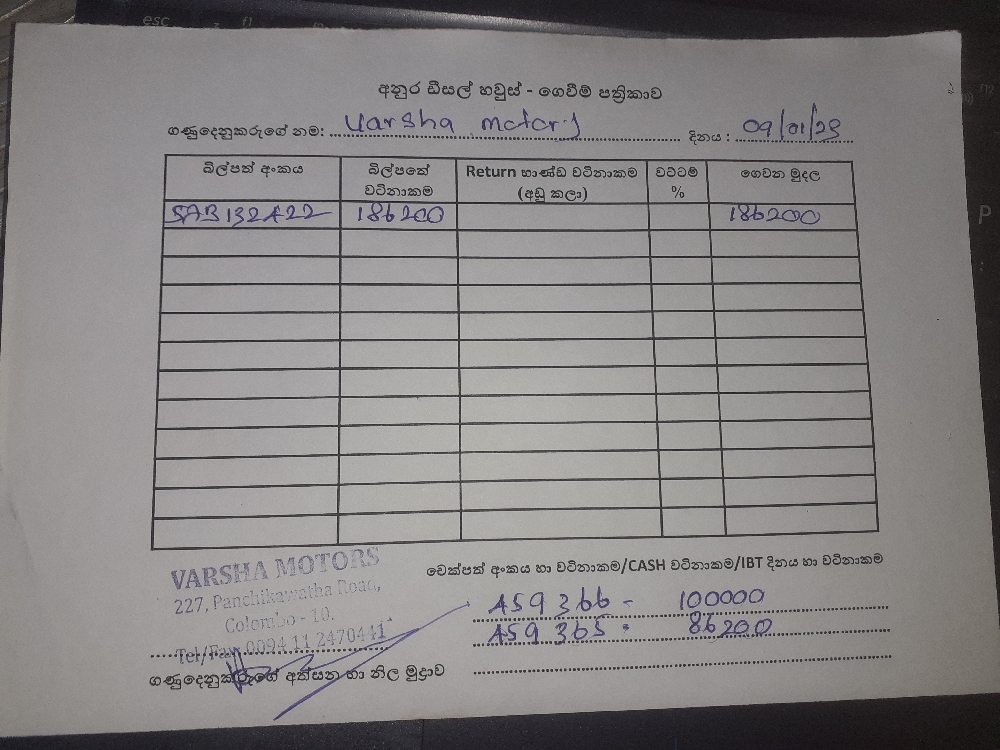 අනුර ඩීසල් හවුස් - ගෙවීම් පත්‍රිකාව
ගණුදෙනුකරුගේ නම: Varsha motors දිනය : 09/01/23
බිල්පත් අංකය බිල්පතේ වටිනාකම Return භාණ්ඩ වටිනාකම (අඩු කලා) වට්ටම් % ගෙවන මුදල
186200 186200
චෙක්පත් අංකය හා වටිනාකම/CASH වටිනාකම/IBT දිනය හා වටිනාකම
VARSHA MOTORS
227, Panchikawatha Road,
Colombo - 10.
Tel/Fax 0094 11 2470441
459366 - 100000
459365 - 86200
ගණුදෙනුකරුගේ අත්සන හා නිල මුද්‍රාව